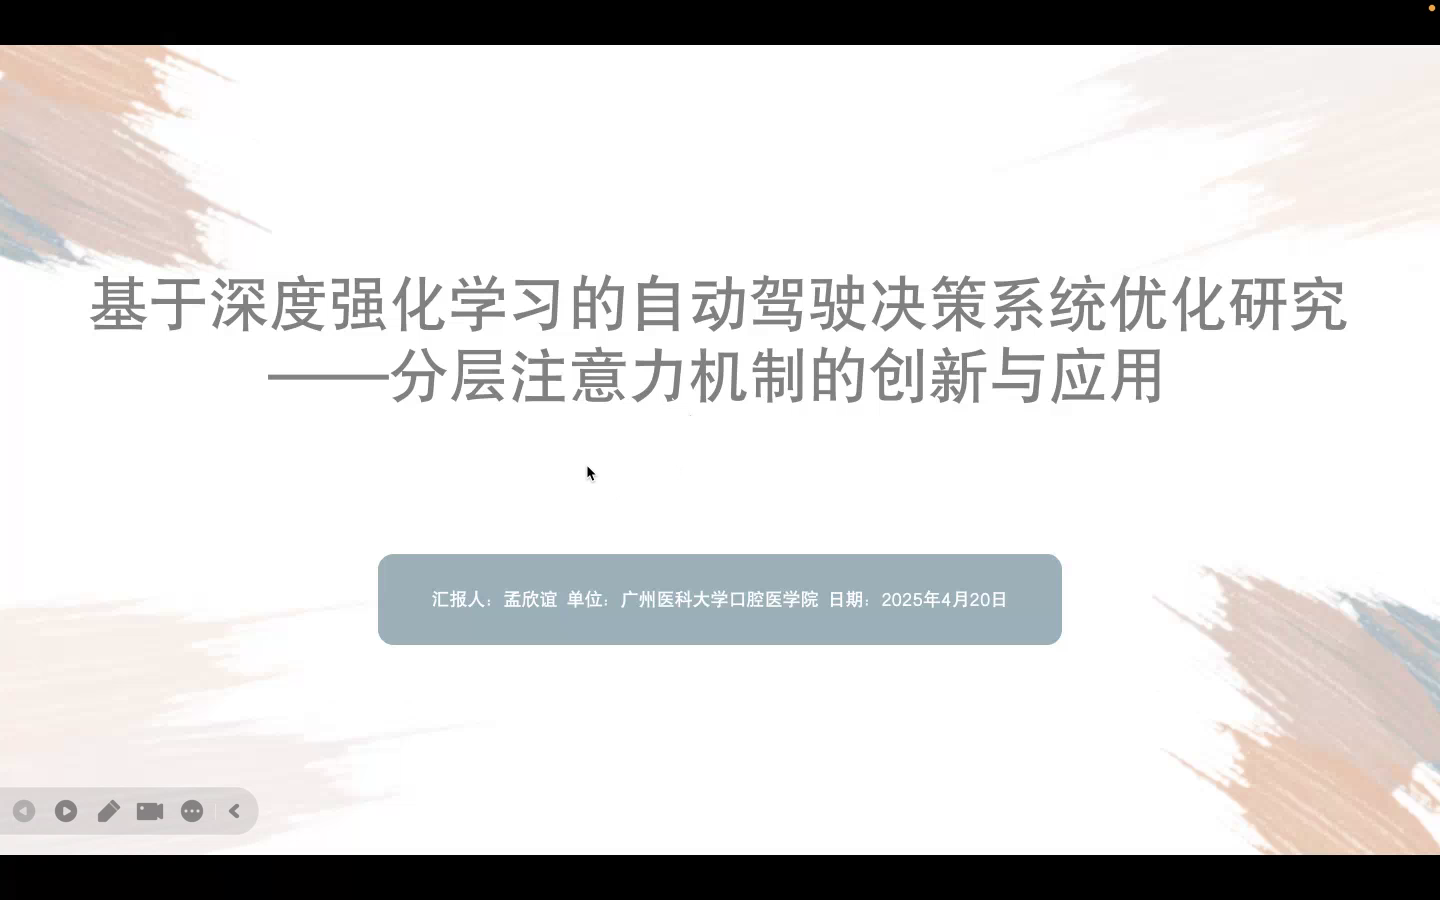 基于深度强化学习的自动驾驶决策系统优化研究
——分层注意力机制的创新与应用
汇报人：孟欣谊 单位：广州医科大学口腔医学院 日期：2025年4月20日